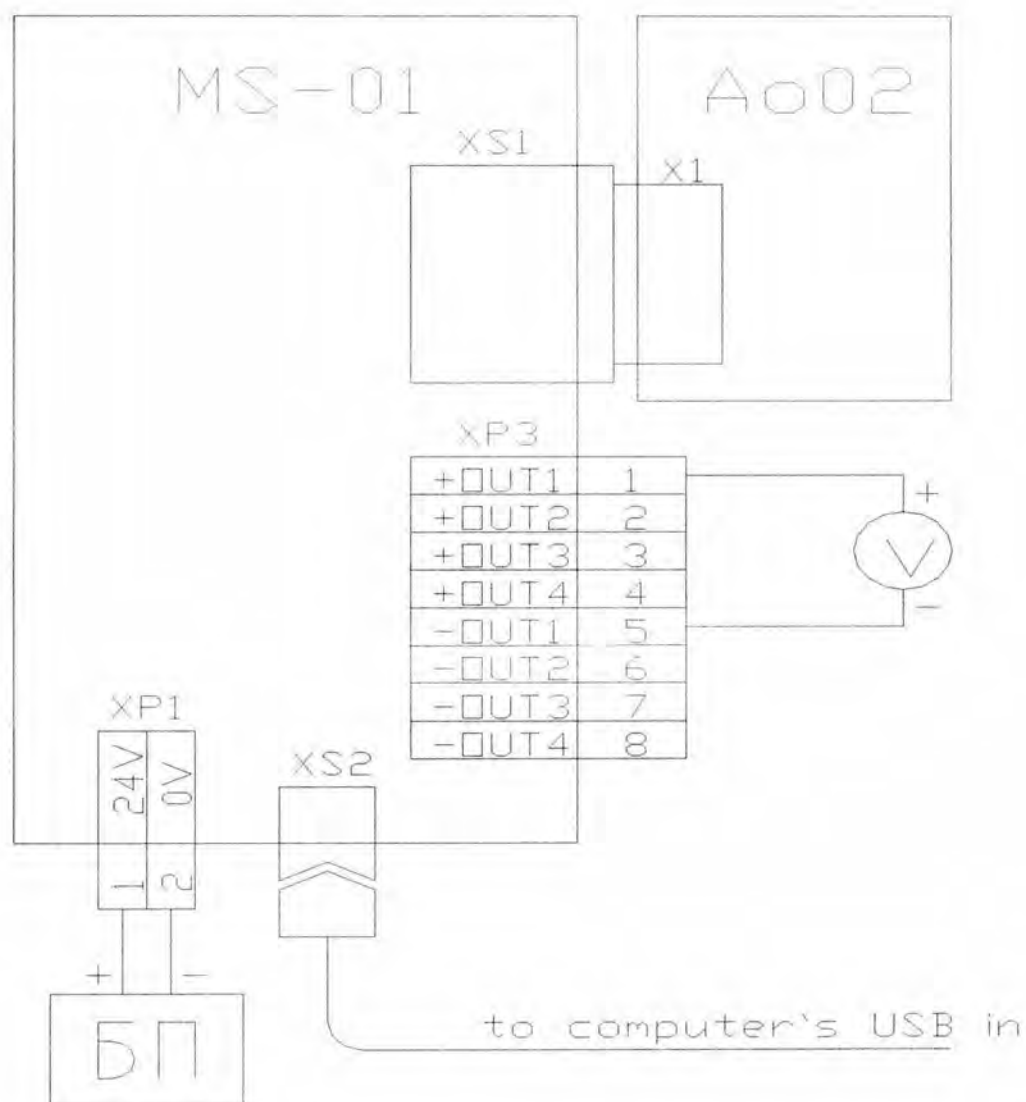 MS-01
Ao02
XS1
X1
XP3
+OUT1 1
+OUT2 2
+OUT3 3
+OUT4 4
-OUT1 5
-OUT2 6
-OUT3 7
-OUT4 8
+
V
-
XP1
24V 0V
1 2
XS2
+ -
БП
to computer's USB in